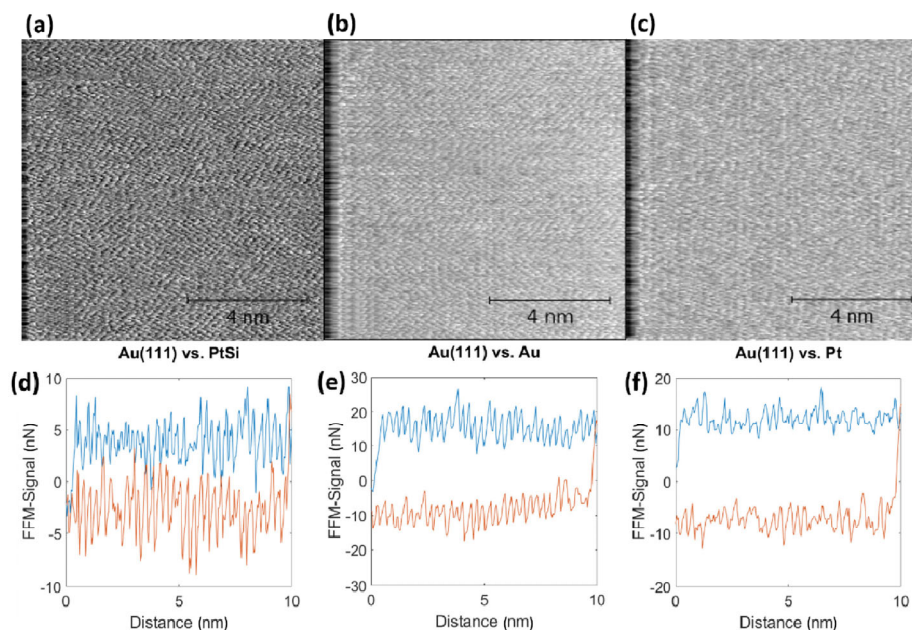 (a) (b) (c)
4 nm 4 nm 4 nm
Au(111) vs. PtSi Au(111) vs. Au Au(111) vs. Pt
(d) (e) (f)
FFM-Signal (nN)
10
5
0
-5
-10
0 5 10
Distance (nm)
FFM-Signal (nN)
30
20
10
0
-10
-20
-30
0 5 10
Distance (nm)
FFM-Signal (nN)
20
10
0
-10
-20
0 5 10
Distance (nm)